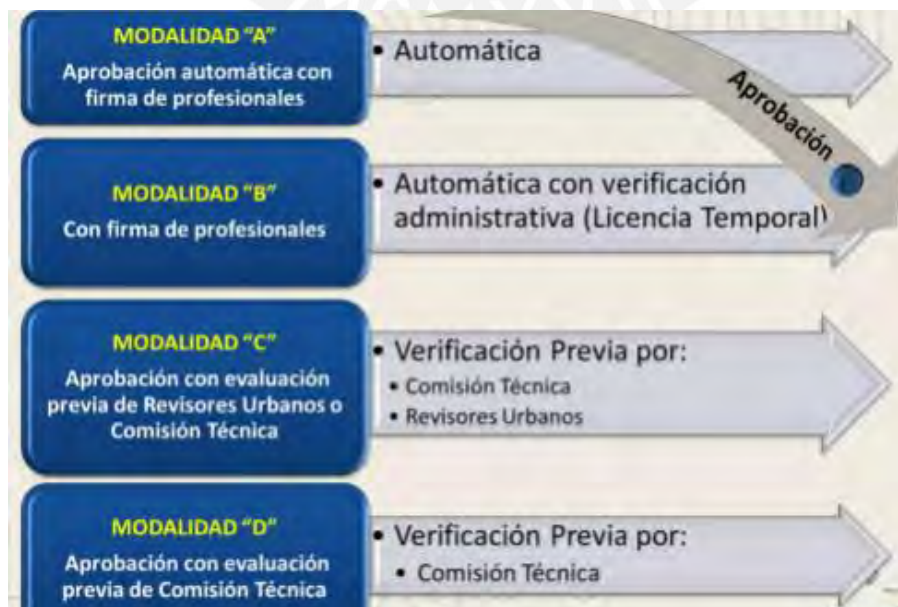 MODALIDAD "A"
Aprobación automática con
firma de profesionales
• Automática
Aprobación
MODALIDAD "B"
Con firma de profesionales
• Automática con verificación
administrativa (Licencia Temporal)
MODALIDAD "C"
Aprobación con evaluación
previa de Revisores Urbanos o
Comisión Técnica
• Verificación Previa por:
• Comisión Técnica
• Revisores Urbanos
MODALIDAD "D"
Aprobación con evaluación
previa de Comisión Técnica
• Verificación Previa por:
• Comisión Técnica